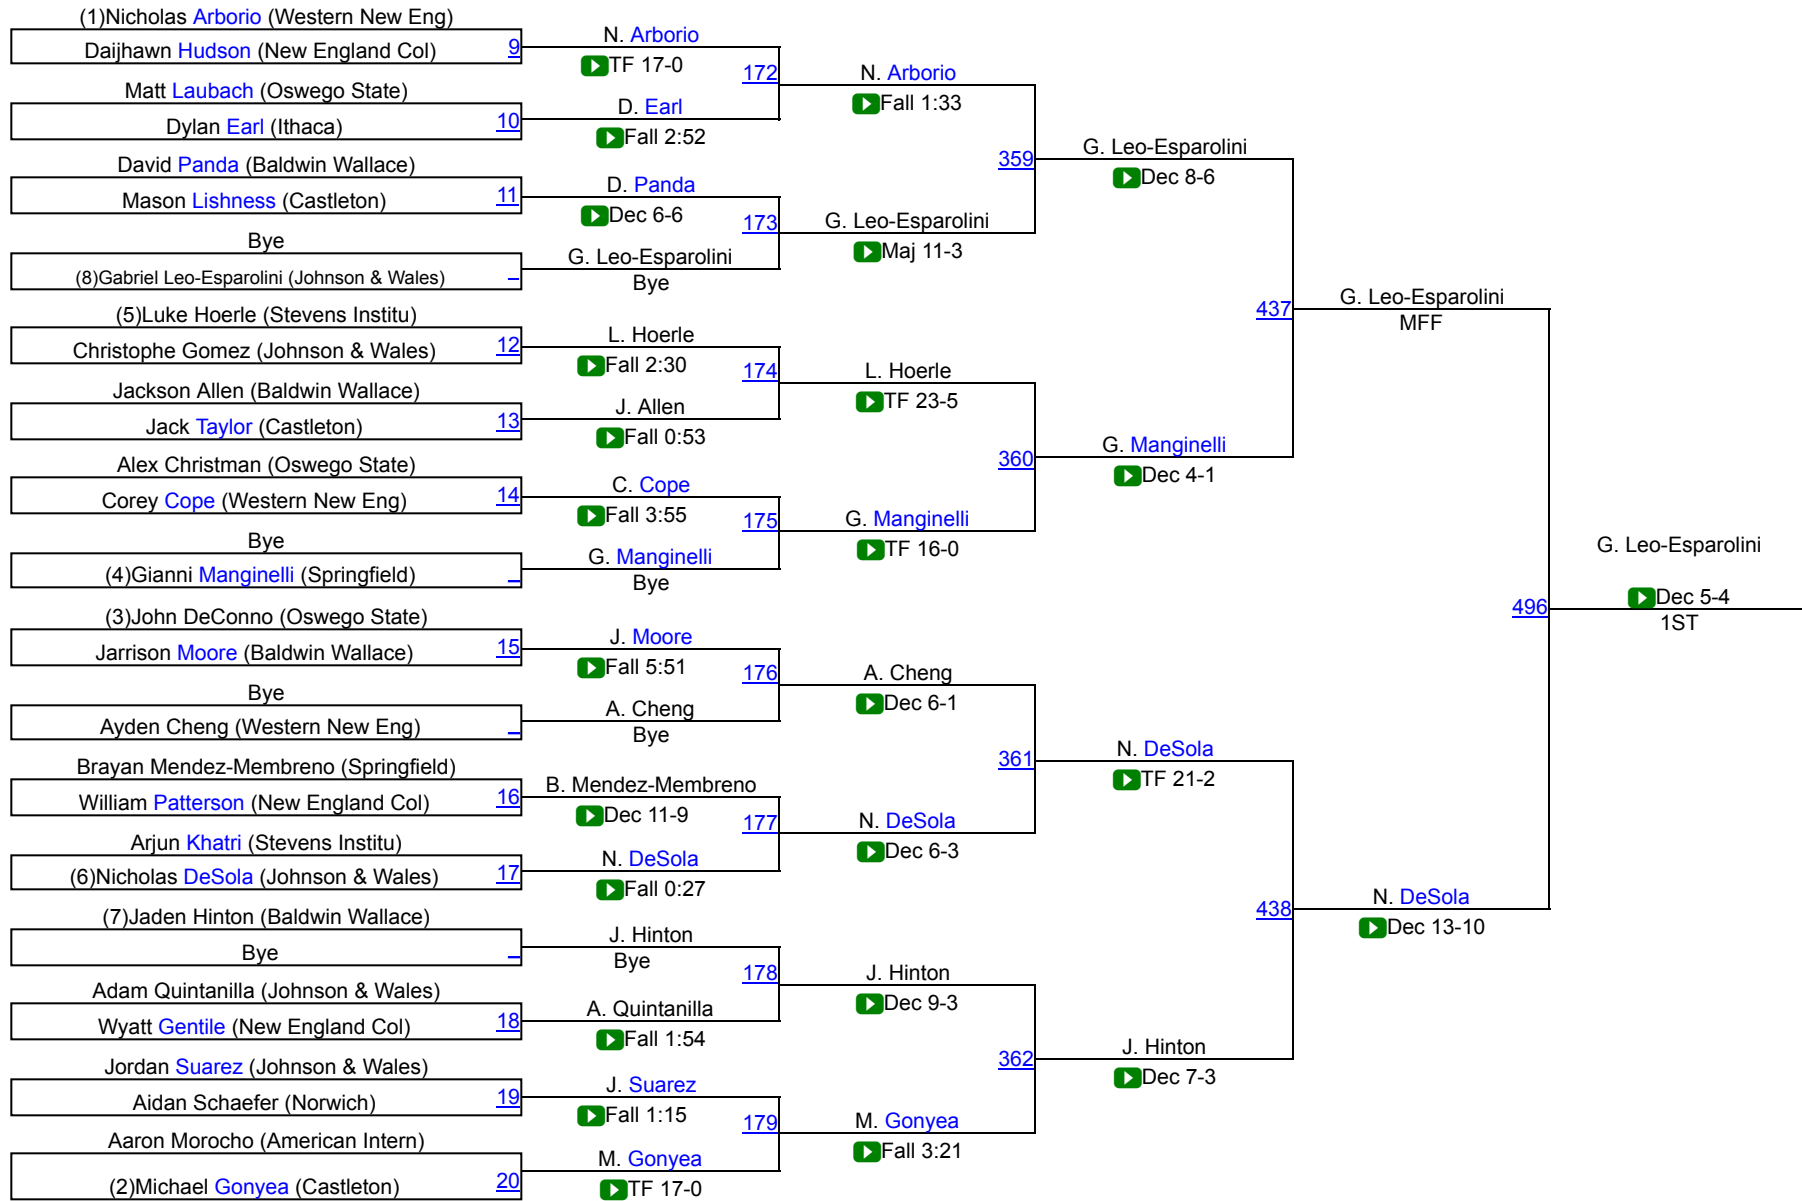 (1)Nicholas Arborio (Western New Eng)
Daijhawn Hudson (New England Col)
9
Matt Laubach (Oswego State)
Dylan Earl (Ithaca)
10
David Panda (Baldwin Wallace)
Mason Lishness (Castleton)
11
Bye
(8)Gabriel Leo-Esparolini (Johnson & Wales)
(5)Luke Hoerle (Stevens Institu)
Christophe Gomez (Johnson & Wales)
12
Jackson Allen (Baldwin Wallace)
Jack Taylor (Castleton)
13
Alex Christman (Oswego State)
Corey Cope (Western New Eng)
14
Bye
(4)Gianni Manginelli (Springfield)
(3)John DeConno (Oswego State)
Jarrison Moore (Baldwin Wallace)
15
Bye
Ayden Cheng (Western New Eng)
Brayan Mendez-Membreno (Springfield)
William Patterson (New England Col)
16
Arjun Khatri (Stevens Institu)
(6)Nicholas DeSola (Johnson & Wales)
17
(7)Jaden Hinton (Baldwin Wallace)
Bye
Adam Quintanilla (Johnson & Wales)
Wyatt Gentile (New England Col)
18
Jordan Suarez (Johnson & Wales)
Aidan Schaefer (Norwich)
19
Aaron Morocho (American Intern)
(2)Michael Gonyea (Castleton)
20
N. Arborio
TF 17-0
172
D. Earl
Fall 2:52
D. Panda
Dec 6-6
173
G. Leo-Esparolini
Bye
L. Hoerle
Fall 2:30
174
J. Allen
Fall 0:53
C. Cope
Fall 3:55
175
G. Manginelli
Bye
J. Moore
Fall 5:51
176
A. Cheng
Bye
B. Mendez-Membreno
Dec 11-9
177
N. DeSola
Fall 0:27
J. Hinton
Bye
178
A. Quintanilla
Fall 1:54
J. Suarez
Fall 1:15
179
M. Gonyea
TF 17-0
N. Arborio
Fall 1:33
359
G. Leo-Esparolini
Maj 11-3
L. Hoerle
TF 23-5
360
G. Manginelli
TF 16-0
A. Cheng
Dec 6-1
361
N. DeSola
Dec 6-3
J. Hinton
Dec 9-3
362
M. Gonyea
Fall 3:21
G. Leo-Esparolini
Dec 8-6
437
G. Manginelli
Dec 4-1
N. DeSola
TF 21-2
438
J. Hinton
Dec 7-3
G. Leo-Esparolini
MFF
496
N. DeSola
Dec 13-10
G. Leo-Esparolini
Dec 5-4
1ST